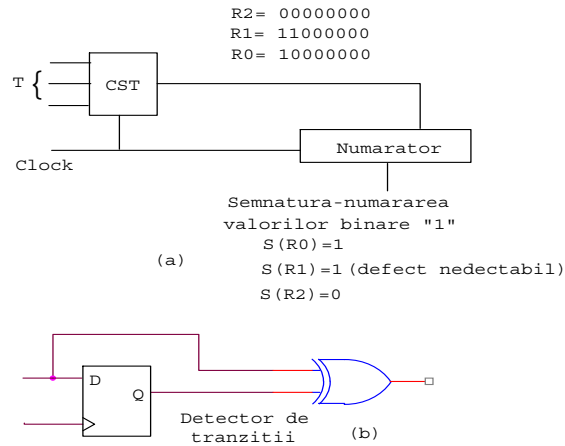 R2= 00000000
R1= 11000000
R0= 10000000
T {
CST
Numarator
Clock
Semnatura-numararea
valorilor binare "1"
S(R0)=1
(a)
S(R1)=1(defect nedectabil)
S(R2)=0
D
Q
Detector de
tranzitii
(b)